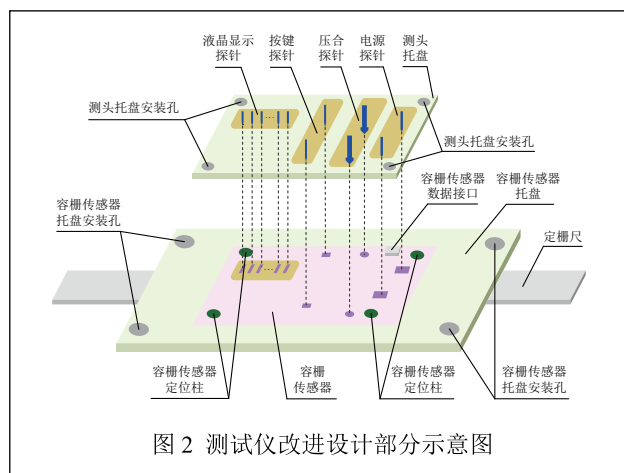 液晶显示
探针
按键
探针
压合
探针
电源
探针
测头
托盘
测头托盘安装孔
测头托盘安装孔
容栅传感器
数据接口
容栅传感器
托盘
容栅传感器
托盘安装孔
定栅尺
容栅传感器
定位柱
容栅
传感器
容栅传感器
定位柱
容栅传感器
托盘安装孔
图 2 测试仪改进设计部分示意图